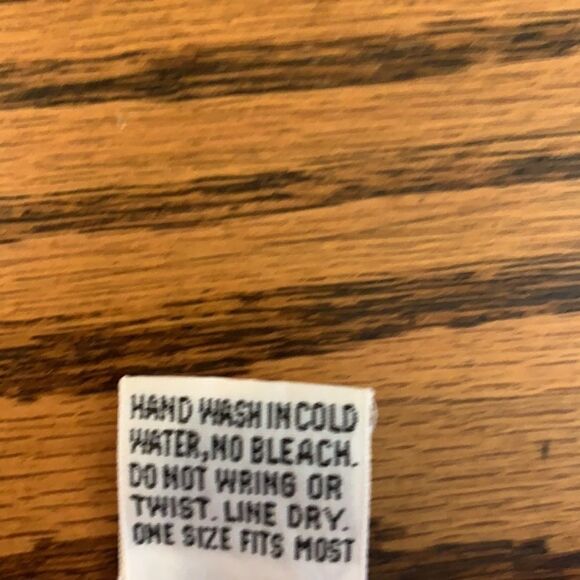 HAND WASH IN COLD
WATER, NO BLEACH.
DO NOT WRING OR
TWIST. LINE DRY.
ONE SIZE FITS MOST